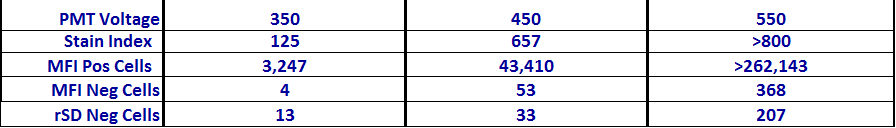 PMT Voltage 350 450 550
Stain Index 125 657 >800
MFI Pos Cells 3,247 43,410 >262,143
MFI Neg Cells 4 53 368
rSD Neg Cells 13 33 207